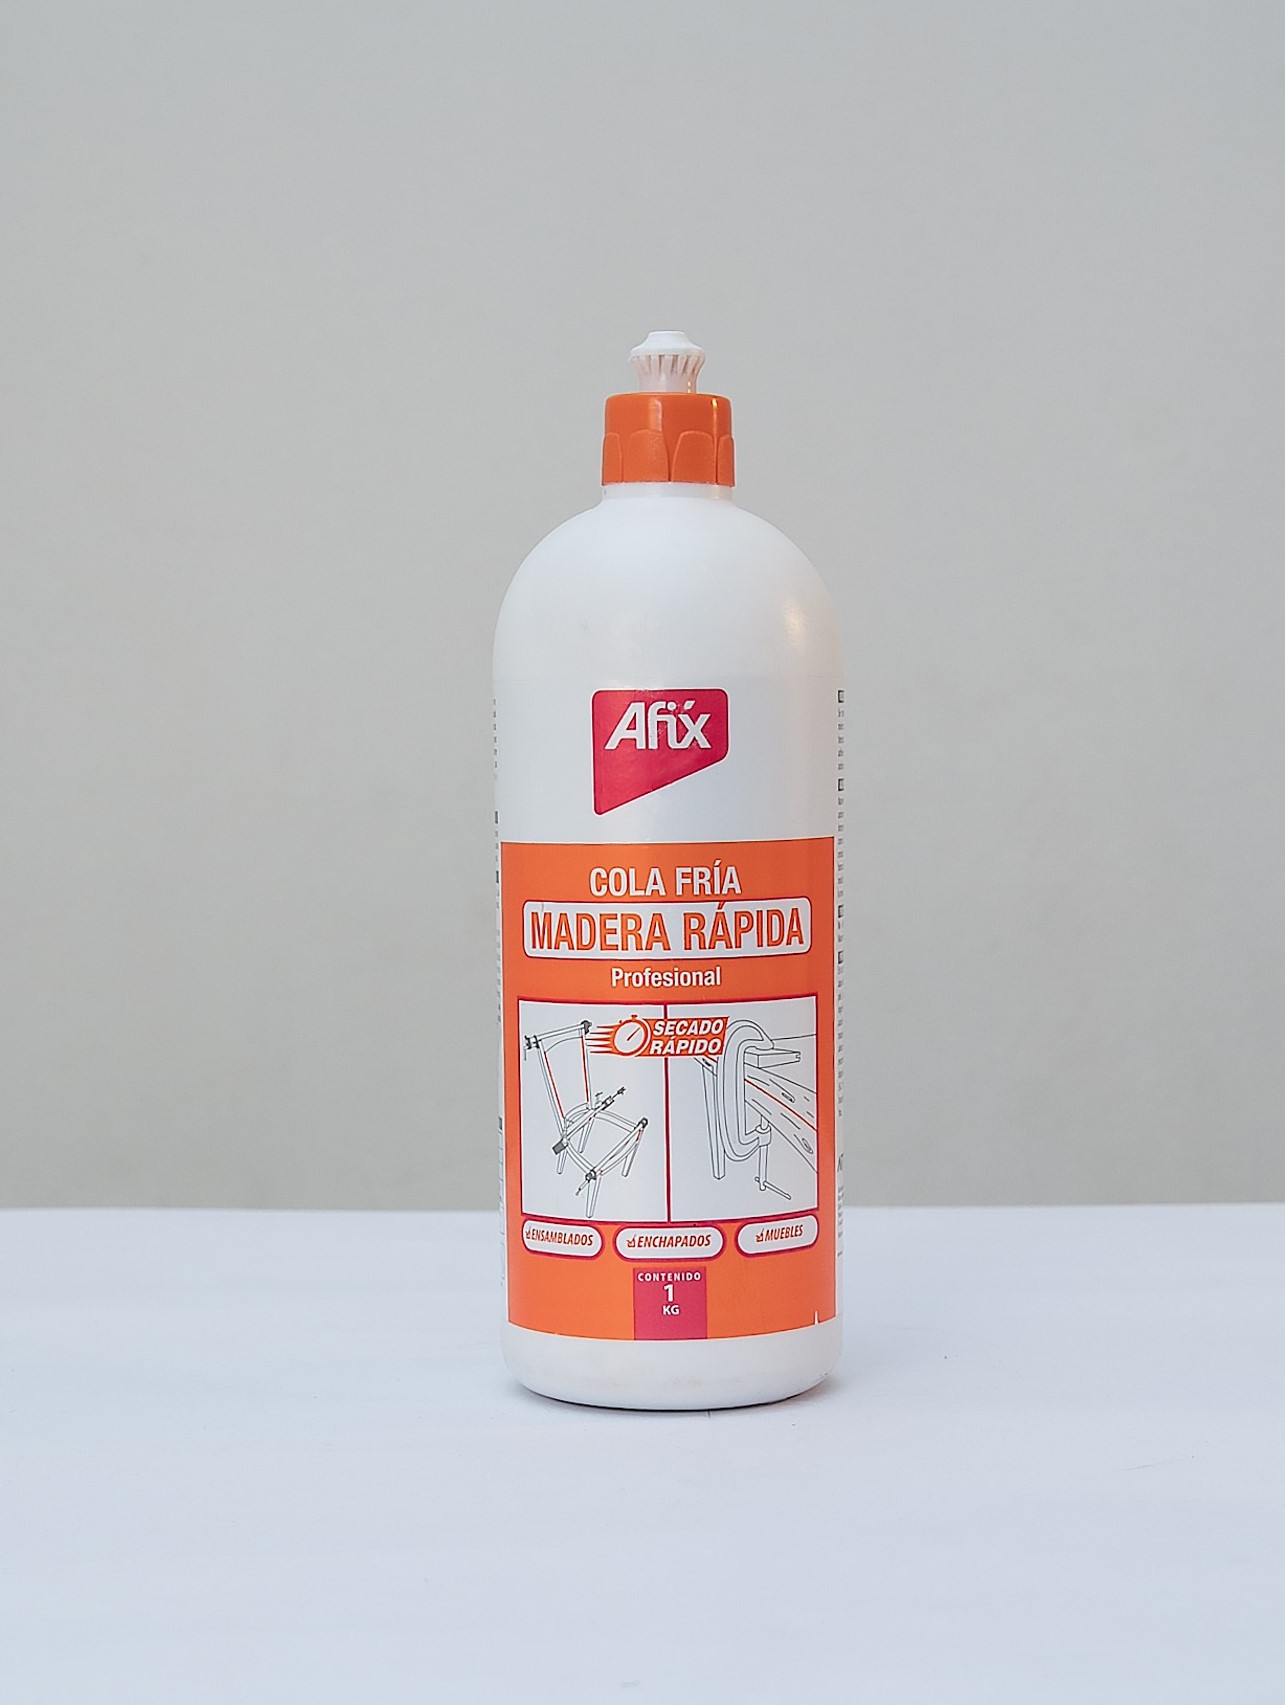 Afix
COLA FRÍA
MADERA RÁPIDA
Profesional
SECADO
RÁPIDO
ENSAMBLADOS
ENCHAPADOS
MUEBLES
CONTENIDO
1
KG